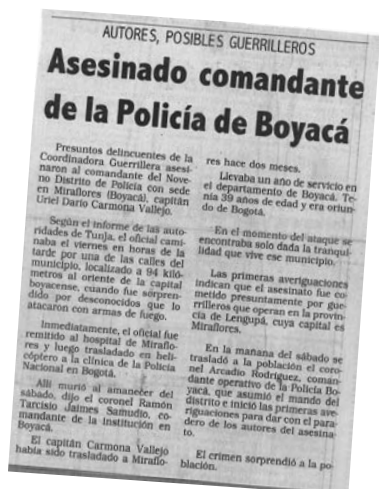 AUTORES, POSIBLES GUERRILLEROS
Asesinado comandante
de la Policía de Boyacá
Presuntos delincuentes de la
Coordinadora Guerrillera asesi-
naron al comandante del Nove-
no Distrito de Policía con sede
en Miraflores (Boyacá), capitán
Uriel Darío Carmona Vallejo.
Según el informe de las auto-
ridades de Tunja, el oficial cami-
naba el viernes en horas de la
tarde por una de las calles del
municipio, localizado a 94 kiló-
metros al oriente de la capital
boyacense, cuando fue sorpren-
dido por desconocidos que lo
atacaron con armas de fuego.
Inmediatamente, el oficial fue
remitido al hospital de Miraflo-
res y luego trasladado en heli-
cóptero a la clínica de la Policía
Nacional en Bogotá.
Allí murió al amanecer del
sábado, dijo el coronel Ramón
Tarcisio Jaimes Samudio, co-
mandante de la Institución en
Boyacá.
El capitán Carmona Vallejo
había sido trasladado a Miraflo-
res hace dos meses.
Llevaba un año de servicio en
el departamento de Boyacá. Te-
nía 39 años de edad y era oriun-
do de Bogotá.
En el momento del ataque se
encontraba solo dada la tranqui-
lidad que vive ese municipio.
Las primeras averiguaciones
indican que el asesinato fue co-
metido presuntamente por gue-
rrilleros que operan en la provin-
cia de Lengupá, cuya capital es
Miraflores.
En la mañana del sábado se
trasladó a la población el coro-
nel Arcadio Rodríguez, coman-
dante operativo de la Policía Bo-
yacá, que asumió el mando del
distrito e inició las primeras ave-
riguaciones para dar con el para-
dero de los autores del asesina-
to.
El crimen sorprendió a la po-
blación.